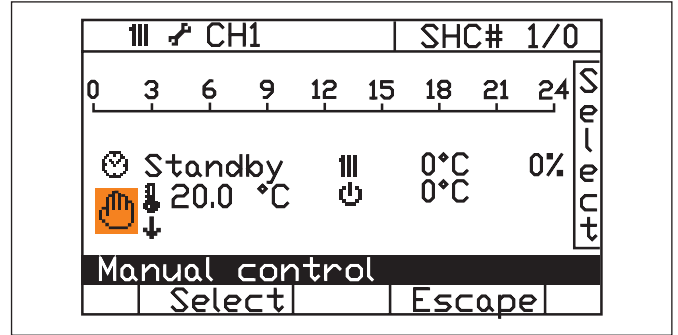 CH1 SHC# 1/0
0 3 6 9 12 15 18 21 24
Select
Standby 0°C 0%
20.0 °C 0°C
Manual control
Select Escape